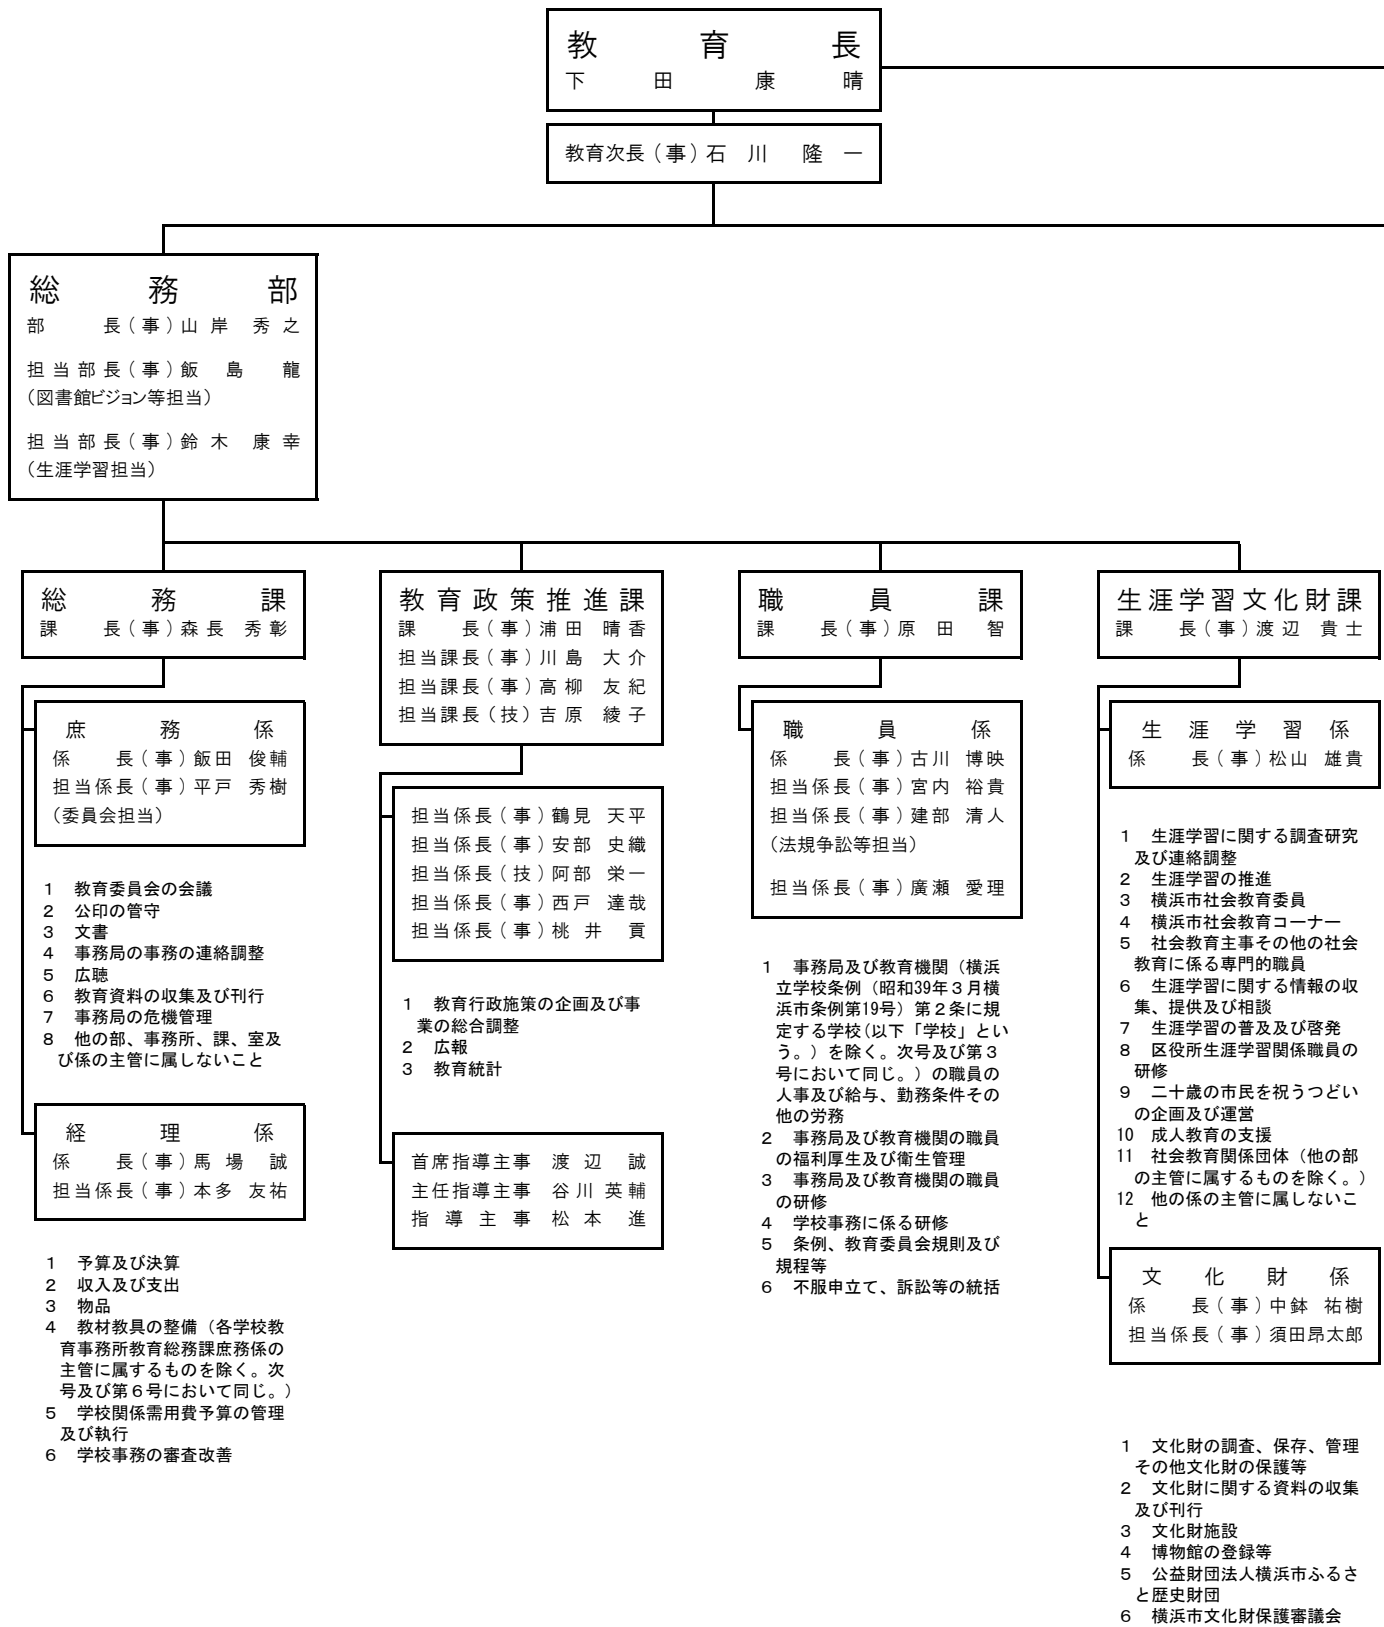 教育長
下田康晴
教育次長（事）石川 隆一
総務部
部長（事）山岸 秀之
担当部長（事）飯島 龍
（図書館ビジョン等担当）
担当部長（事）鈴木 康幸
（生涯学習担当）
総務課
課長（事）森長 秀彰
庶務係
係長（事）飯田 俊輔
担当係長（事）平戸 秀樹
（委員会担当）
1 教育委員会の会議
2 公印の管守
3 文書
4 事務局の事務の連絡調整
5 広聴
6 教育資料の収集及び刊行
7 事務局の危機管理
8 他の部、事務所、課、室及
び係の主管に属しないこと
経理係
係長（事）馬場 誠
担当係長（事）本多 友祐
1 予算及び決算
2 収入及び支出
3 物品
4 教材教具の整備（各学校教
育事務所教育総務課庶務係の
主管に属するものを除く。次
号及び第６号において同じ。）
5 学校関係需用費予算の管理
及び執行
6 学校事務の審査改善
教育政策推進課
課長（事）浦田 晴香
担当課長（事）川島 大介
担当課長（事）高柳 友紀
担当課長（技）吉原 綾子
担当係長（事）鶴見 天平
担当係長（事）安部 史織
担当係長（技）阿部 栄一
担当係長（事）西戸 達哉
担当係長（事）桃井 貢
1 教育行政施策の企画及び事
業の総合調整
2 広報
3 教育統計
首席指導主事 渡辺 誠
主任指導主事 谷川 英輔
指導主事 松本 進
職員課
課長（事）原田 智
職員係
係長（事）古川 博映
担当係長（事）宮内 裕貴
担当係長（事）建部 清人
（法規争訟等担当）
担当係長（事）廣瀬 愛理
1 事務局及び教育機関（横浜
立学校条例（昭和39年３月横
浜市条例第19号）第２条に規
定する学校(以下「学校」とい
う。）を除く。次号及び第３
号において同じ。）の職員の
人事及び給与、勤務条件その
他の労務
2 事務局及び教育機関の職員
の福利厚生及び衛生管理
3 事務局及び教育機関の職員
の研修
4 学校事務に係る研修
5 条例、教育委員会規則及び
規程等
6 不服申立て、訴訟等の統括
生涯学習文化財課
課長（事）渡辺 貴士
生涯学習係
係長（事）松山 雄貴
1 生涯学習に関する調査研究
及び連絡調整
2 生涯学習の推進
3 横浜市社会教育委員
4 横浜市社会教育コーナー
5 社会教育主事その他の社会
教育に係る専門的職員
6 生涯学習に関する情報の収
集、提供及び相談
7 生涯学習の普及及び啓発
8 区役所生涯学習関係職員の
研修
9 二十歳の市民を祝うつどい
の企画及び運営
10 成人教育の支援
11 社会教育関係団体（他の部
の主管に属するものを除く。）
12 他の係の主管に属しないこ
と
文化財係
係長（事）中鉢 祐樹
担当係長（事）須田昂太郎
1 文化財の調査、保存、管理
その他文化財の保護等
2 文化財に関する資料の収集
及び刊行
3 文化財施設
4 博物館の登録等
5 公益財団法人横浜市ふるさ
と歴史財団
6 横浜市文化財保護審議会